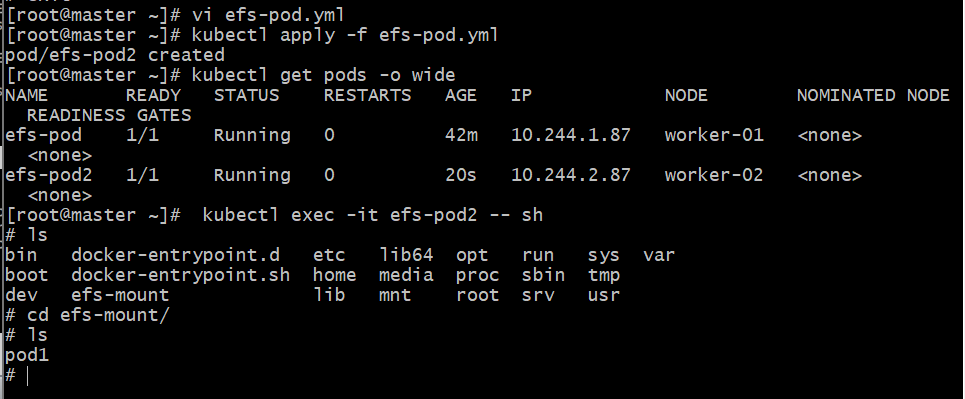 [root@master ~]# vi efs-pod.yml
[root@master ~]# kubectl apply -f efs-pod.yml
pod/efs-pod2 created
[root@master ~]# kubectl get pods -o wide
NAME       READY   STATUS    RESTARTS   AGE   IP            NODE        NOMINATED NODE
  READINESS GATES
efs-pod    1/1     Running   0          42m   10.244.1.87   worker-01   <none>
  <none>
efs-pod2   1/1     Running   0          20s   10.244.2.87   worker-02   <none>
  <none>
[root@master ~]#  kubectl exec -it efs-pod2 -- sh
# ls
bin   docker-entrypoint.d   etc   lib64  opt   run   sys  var
boot  docker-entrypoint.sh  home  media  proc  sbin  tmp
dev   efs-mount             lib   mnt    root  srv   usr
# cd efs-mount/
# ls
pod1
#